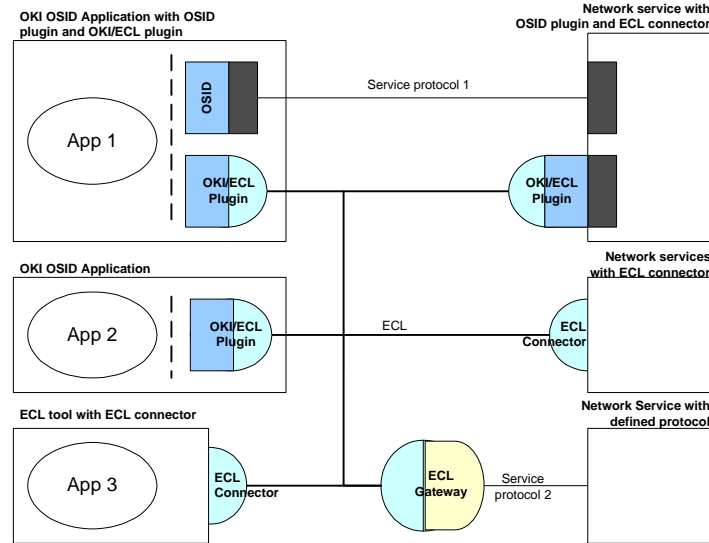 OKI OSID Application with OSID
plugin and OKI/ECL plugin
Network service with
OSID plugin and ECL connector
App 1
OSID
Service protocol 1
OKI/ECL
Plugin
OKI/ECL
Plugin
OKI OSID Application
Network services
with ECL connector
App 2
OKI/ECL
Plugin
ECL
ECL
Connector
ECL tool with ECL connector
Network Service with
defined protocol
App 3
ECL
Connector
ECL
Gateway
Service
protocol 2